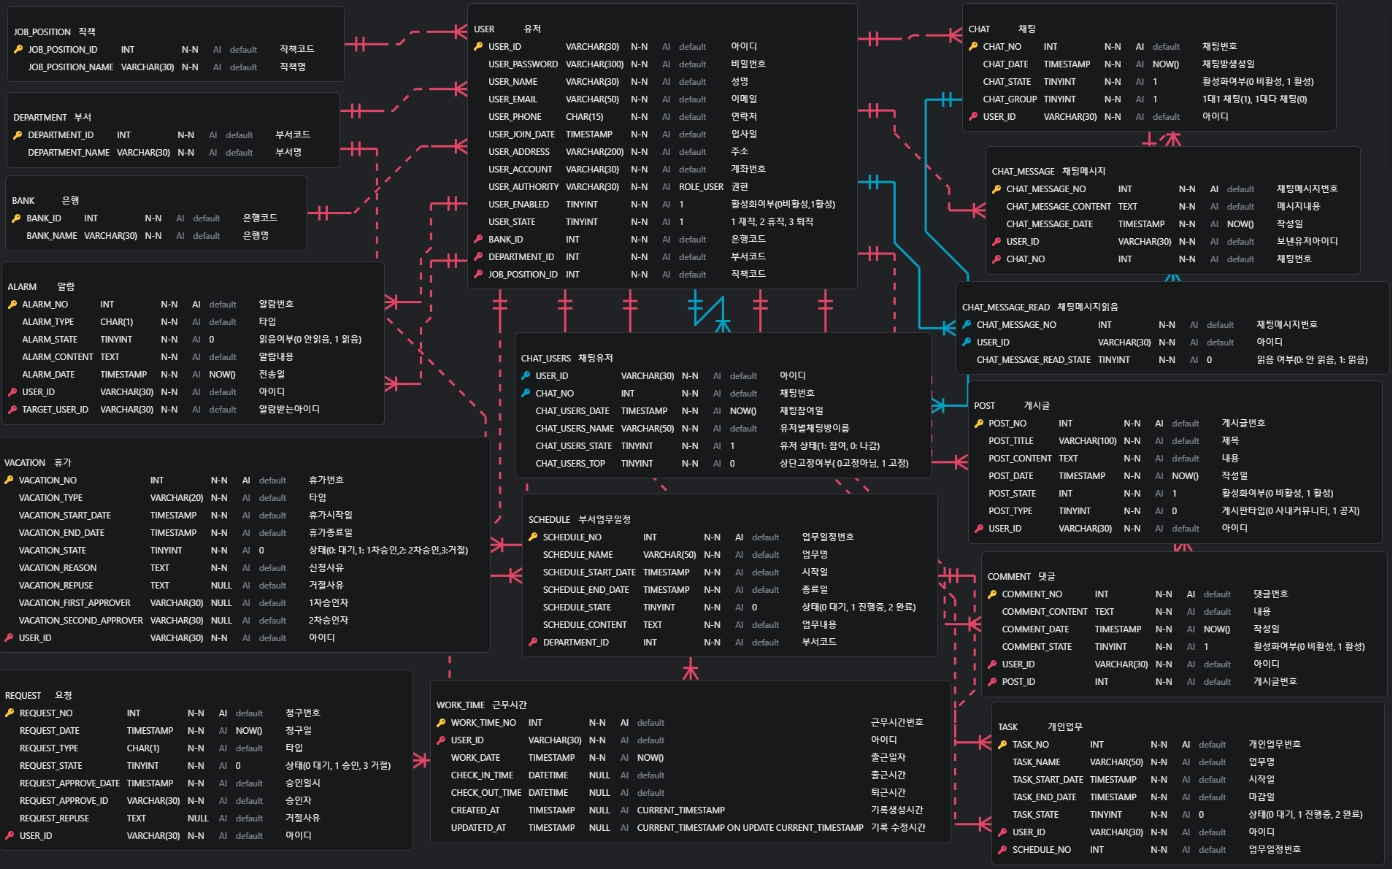 JOB_POSITION 직책
JOB_POSITION_ID INT N-N AI default 직책코드
JOB_POSITION_NAME VARCHAR(30) N-N AI default 직책명
DEPARTMENT 부서
DEPARTMENT_ID INT N-N AI default 부서코드
DEPARTMENT_NAME VARCHAR(30) N-N AI default 부서명
BANK 은행
BANK_ID INT N-N AI default 은행코드
BANK_NAME VARCHAR(30) N-N AI default 은행명
ALARM 알람
ALARM_NO INT N-N AI default 알람번호
ALARM_TYPE CHAR(1) N-N AI default 타입
ALARM_STATE TINYINT N-N AI 0 읽음여부(0 안읽음, 1 읽음)
ALARM_CONTENT TEXT N-N AI default 알람내용
ALARM_DATE TIMESTAMP N-N AI NOW() 전송일
USER_ID VARCHAR(30) N-N AI default 아이디
TARGET_USER_ID VARCHAR(30) N-N AI default 알람받는아이디
VACATION 휴가
VACATION_NO INT N-N AI default 휴가번호
VACATION_TYPE VARCHAR(20) N-N AI default 타입
VACATION_START_DATE TIMESTAMP N-N AI default 휴가시작일
VACATION_END_DATE TIMESTAMP N-N AI default 휴가종료일
VACATION_STATE TINYINT N-N AI 0 상태(0: 대기,1: 1차승인,2: 2차승인,3:거절)
VACATION_REASON TEXT N-N AI default 신청사유
VACATION_REPUSE TEXT NULL AI default 거절사유
VACATION_FIRST_APPROVER VARCHAR(30) NULL AI default 1차승인자
VACATION_SECOND_APPROVER VARCHAR(30) NULL AI default 2차승인자
USER_ID VARCHAR(30) N-N AI default 아이디
REQUEST 요청
REQUEST_NO INT N-N AI default 청구번호
REQUEST_DATE TIMESTAMP N-N AI NOW() 청구일
REQUEST_TYPE CHAR(1) N-N AI default 타입
REQUEST_STATE TINYINT N-N AI 0 상태(0 대기, 1 승인, 3 거절)
REQUEST_APPROVE_DATE TIMESTAMP N-N AI default 승인일시
REQUEST_APPROVE_ID VARCHAR(30) N-N AI default 승인자
REQUEST_REPUSE TEXT NULL AI default 거절사유
USER_ID VARCHAR(30) N-N AI default 아이디
USER 유저
USER_ID VARCHAR(30) N-N AI default 아이디
USER_PASSWORD VARCHAR(300) N-N AI default 비밀번호
USER_NAME VARCHAR(30) N-N AI default 성명
USER_EMAIL VARCHAR(50) N-N AI default 이메일
USER_PHONE CHAR(15) N-N AI default 연락처
USER_JOIN_DATE TIMESTAMP N-N AI default 입사일
USER_ADDRESS VARCHAR(200) N-N AI default 주소
USER_ACCOUNT VARCHAR(30) N-N AI default 계좌번호
USER_AUTHORITY VARCHAR(30) N-N AI ROLE_USER 권한
USER_ENABLED TINYINT N-N AI 1 활성화여부(0비활성,1활성)
USER_STATE TINYINT N-N AI 1 1 재직, 2 휴직, 3 퇴직
BANK_ID INT N-N AI default 은행코드
DEPARTMENT_ID INT N-N AI default 부서코드
JOB_POSITION_ID INT N-N AI default 직책코드
CHAT_USERS 채팅유저
USER_ID VARCHAR(30) N-N AI default 아이디
CHAT_NO INT N-N AI default 채팅번호
CHAT_USERS_DATE TIMESTAMP N-N AI NOW() 채팅참여일
CHAT_USERS_NAME VARCHAR(50) N-N AI default 유저별채팅방이름
CHAT_USERS_STATE TINYINT N-N AI 1 유저 상태(1: 참여, 0: 나감)
CHAT_USERS_TOP TINYINT N-N AI 0 상단고정여부( 0고정아님, 1 고정)
SCHEDULE 부서업무일정
SCHEDULE_NO INT N-N AI default 업무일정번호
SCHEDULE_NAME VARCHAR(50) N-N AI default 업무명
SCHEDULE_START_DATE TIMESTAMP N-N AI default 시작일
SCHEDULE_END_DATE TIMESTAMP N-N AI default 종료일
SCHEDULE_STATE TINYINT N-N AI 0 상태(0 대기, 1 진행중, 2 완료)
SCHEDULE_CONTENT TEXT N-N AI default 업무내용
DEPARTMENT_ID INT N-N AI default 부서코드
WORK_TIME 근무시간
WORK_TIME_NO INT N-N AI default 근무시간번호
USER_ID VARCHAR(30) N-N AI default 아이디
WORK_DATE TIMESTAMP N-N AI NOW() 출근일자
CHECK_IN_TIME DATETIME NULL AI default 출근시간
CHECK_OUT_TIME DATETIME NULL AI default 퇴근시간
CREATED_AT TIMESTAMP NULL AI CURRENT_TIMESTAMP 기록생성시간
UPDATETD_AT TIMESTAMP NULL AI CURRENT_TIMESTAMP ON UPDATE CURRENT_TIMESTAMP 기록 수정시간
CHAT 채팅
CHAT_NO INT N-N AI default 채팅번호
CHAT_DATE TIMESTAMP N-N AI NOW() 채팅방생성일
CHAT_STATE TINYINT N-N AI 1 활성화여부(0 비활성, 1 활성)
CHAT_GROUP TINYINT N-N AI 1 1대1 채팅(1), 1대다 채팅(0)
USER_ID VARCHAR(30) N-N AI default 아이디
CHAT_MESSAGE 채팅메시지
CHAT_MESSAGE_NO INT N-N AI default 채팅메시지번호
CHAT_MESSAGE_CONTENT TEXT N-N AI default 메시지내용
CHAT_MESSAGE_DATE TIMESTAMP N-N AI NOW() 작성일
USER_ID VARCHAR(30) N-N AI default 보낸유저아이디
CHAT_NO INT N-N AI default 채팅번호
CHAT_MESSAGE_READ 채팅메시지읽음
CHAT_MESSAGE_NO INT N-N AI default 채팅메시지번호
USER_ID VARCHAR(30) N-N AI default 아이디
CHAT_MESSAGE_READ_STATE TINYINT N-N AI 0 읽음 여부(0: 안 읽음, 1: 읽음)
POST 게시글
POST_NO INT N-N AI default 게시글번호
POST_TITLE VARCHAR(100) N-N AI default 제목
POST_CONTENT TEXT N-N AI default 내용
POST_DATE TIMESTAMP N-N AI NOW() 작성일
POST_STATE INT N-N AI 1 활성화여부(0 비활성, 1 활성)
POST_TYPE TINYINT N-N AI 0 게시판타입(0 사내커뮤니티, 1 공지)
USER_ID VARCHAR(30) N-N AI default 아이디
COMMENT 댓글
COMMENT_NO INT N-N AI default 댓글번호
COMMENT_CONTENT TEXT N-N AI default 내용
COMMENT_DATE TIMESTAMP N-N AI NOW() 작성일
COMMENT_STATE TINYINT N-N AI 1 활성화여부(0 비활성, 1 활성)
USER_ID VARCHAR(30) N-N AI default 아이디
POST_ID INT N-N AI default 게시글번호
TASK 개인업무
TASK_NO INT N-N AI default 개인업무번호
TASK_NAME VARCHAR(50) N-N AI default 업무명
TASK_START_DATE TIMESTAMP N-N AI default 시작일
TASK_END_DATE TIMESTAMP N-N AI default 마감일
TASK_STATE TINYINT N-N AI 0 상태(0 대기, 1 진행중, 2 완료)
USER_ID VARCHAR(30) N-N AI default 아이디
SCHEDULE_NO INT N-N AI default 업무일정번호